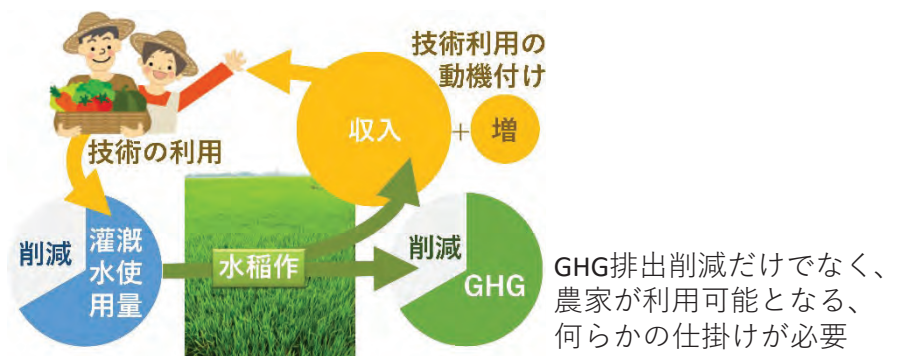 技術利用の
動機付け
収入
+
増
技術の利用
削減
灌漑
水使
用量
水稲作
削減
GHG
GHG排出削減だけでなく、
農家が利用可能となる、
何らかの仕掛けが必要